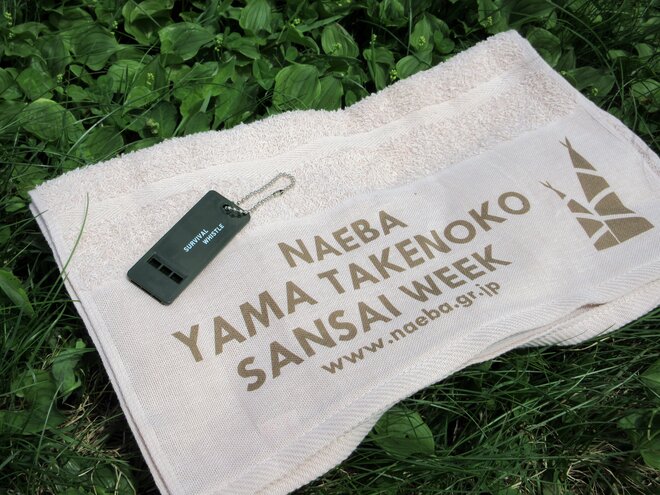 SURVIVAL
WHISTLE
NAEBA
YAMA TAKENOKO
SANSAI WEEK
www.naeba.gr.jp